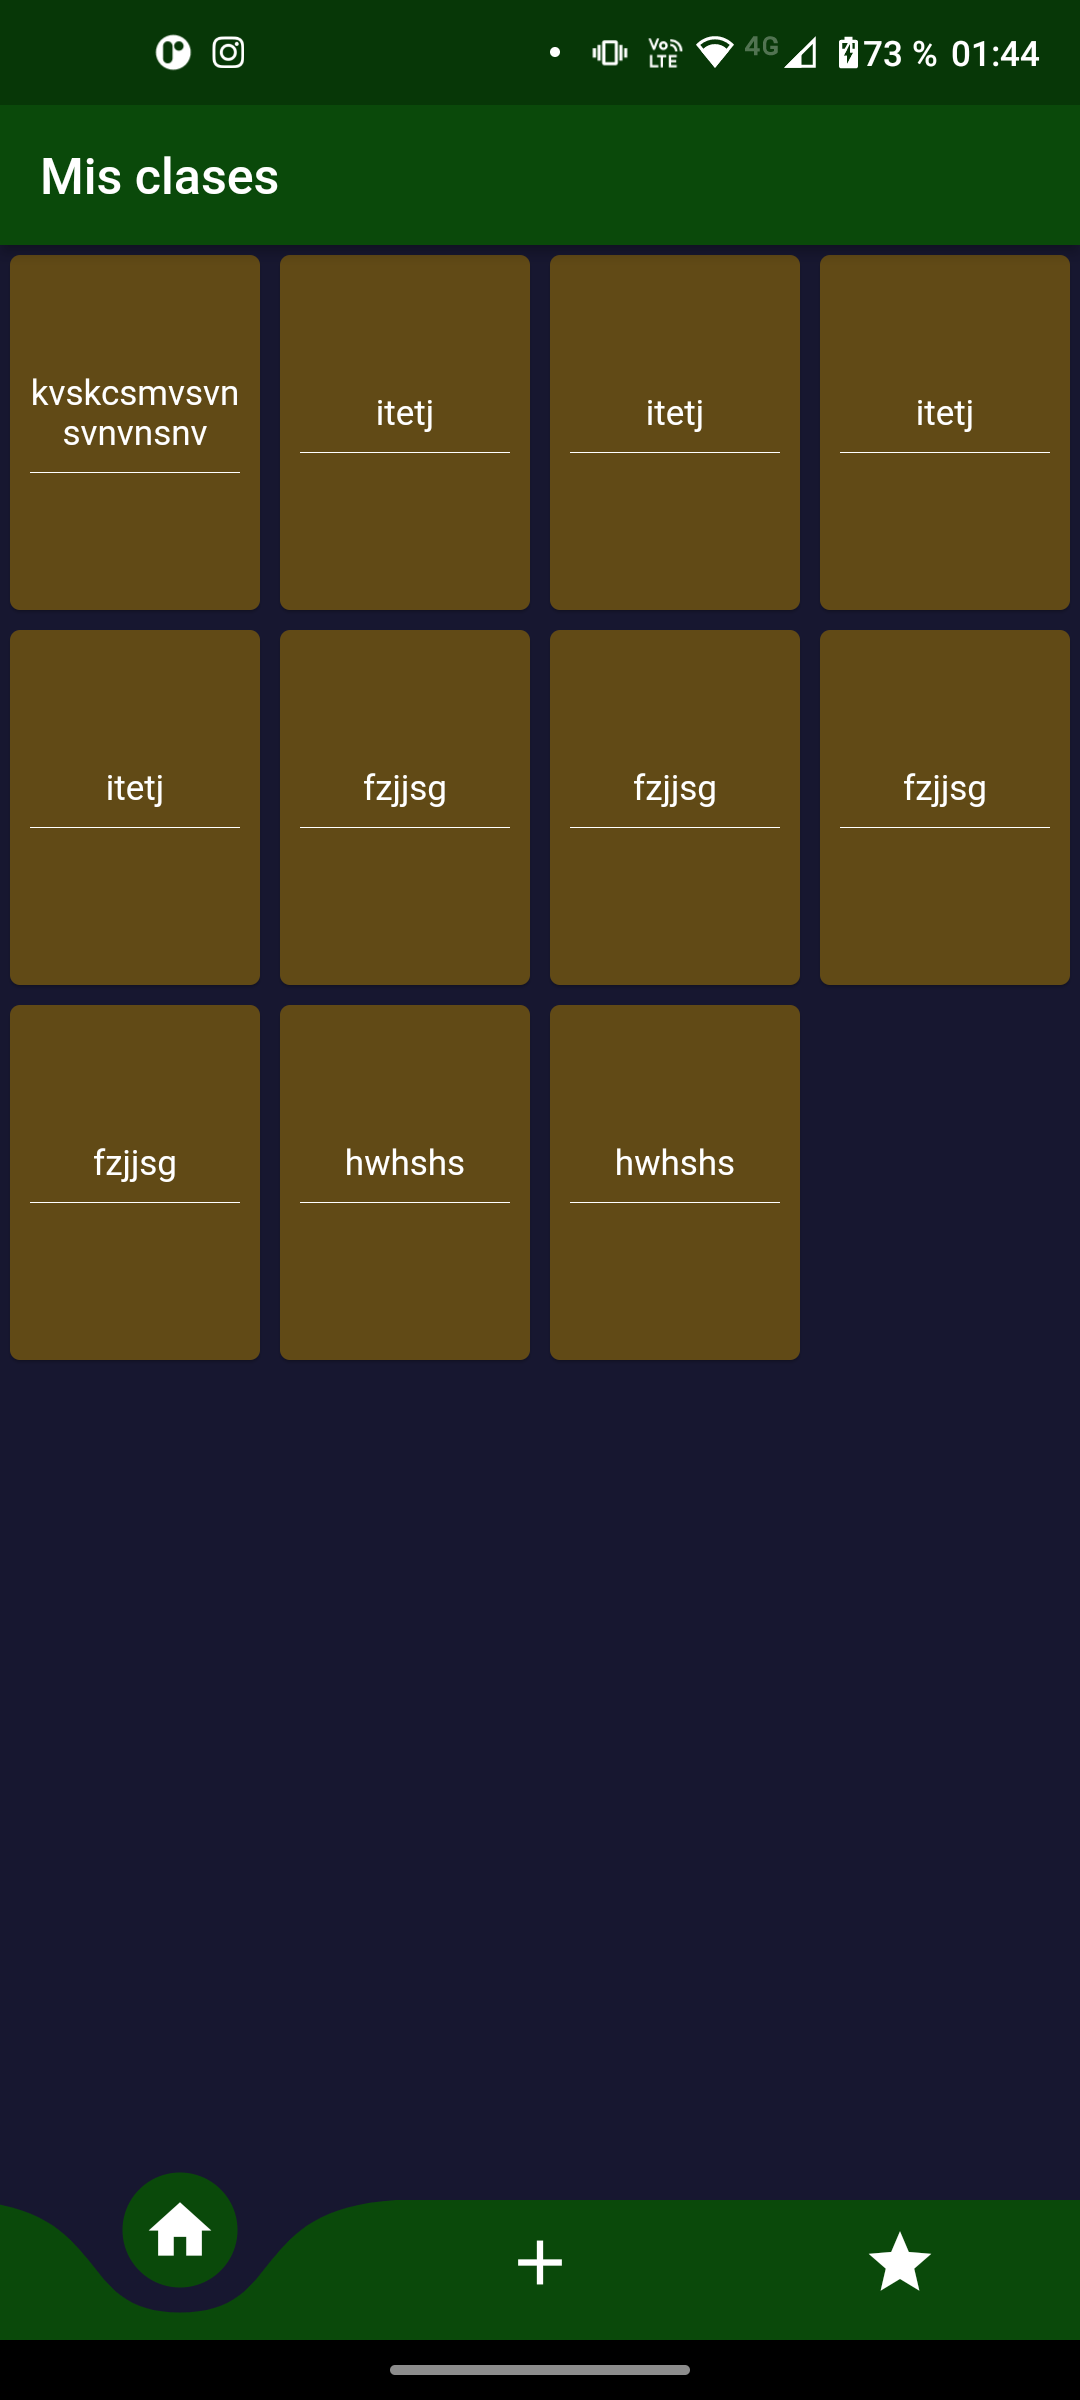 Vo LTE 4G 73 % 01:44
Mis clases
kvskcsmvsvn
svnvnsnv
itetj
itetj
itetj
itetj
fzjjsg
fzjjsg
fzjjsg
fzjjsg
hwhshs
hwhshs